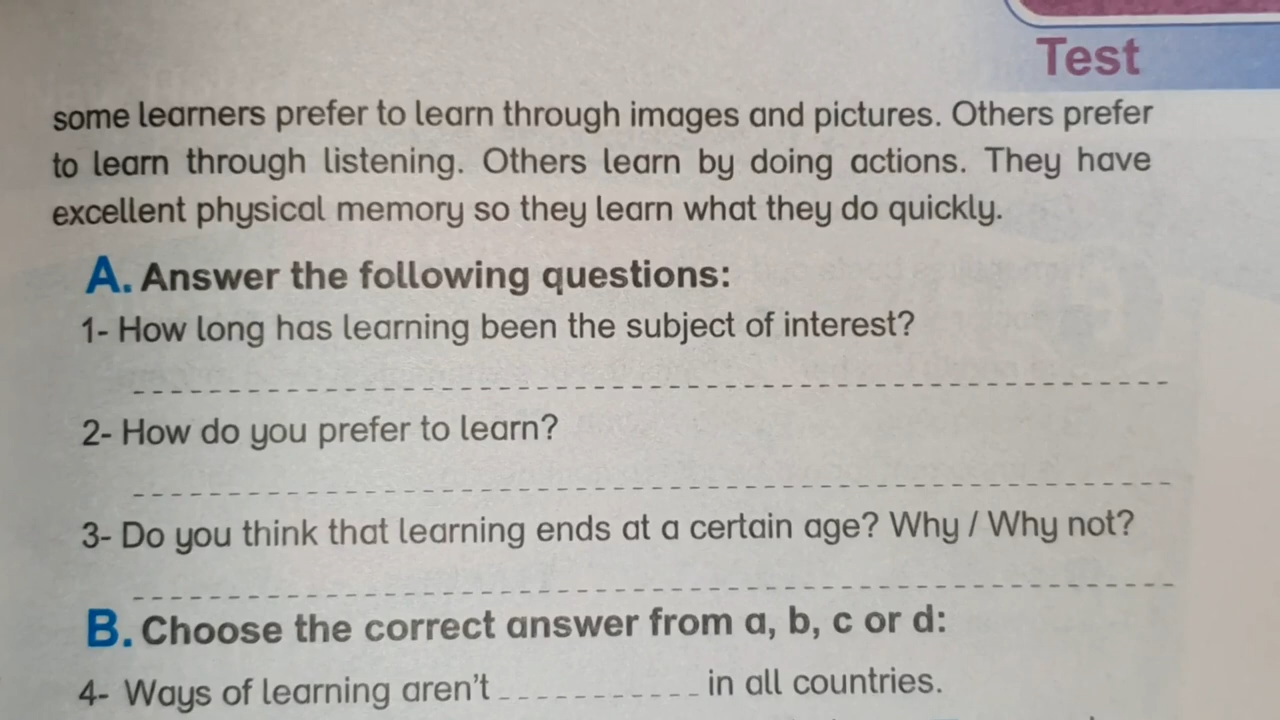 Test
some learners prefer to learn through images and pictures. Others prefer
to learn through listening. Others learn by doing actions. They have
excellent physical memory so they learn what they do quickly.
A. Answer the following questions:
1- How long has learning been the subject of interest?
2- How do you prefer to learn?
3- Do you think that learning ends at a certain age? Why / Why not?
B. Choose the correct answer from a, b, c or d:
4- Ways of learning aren't ___________ in all countries.